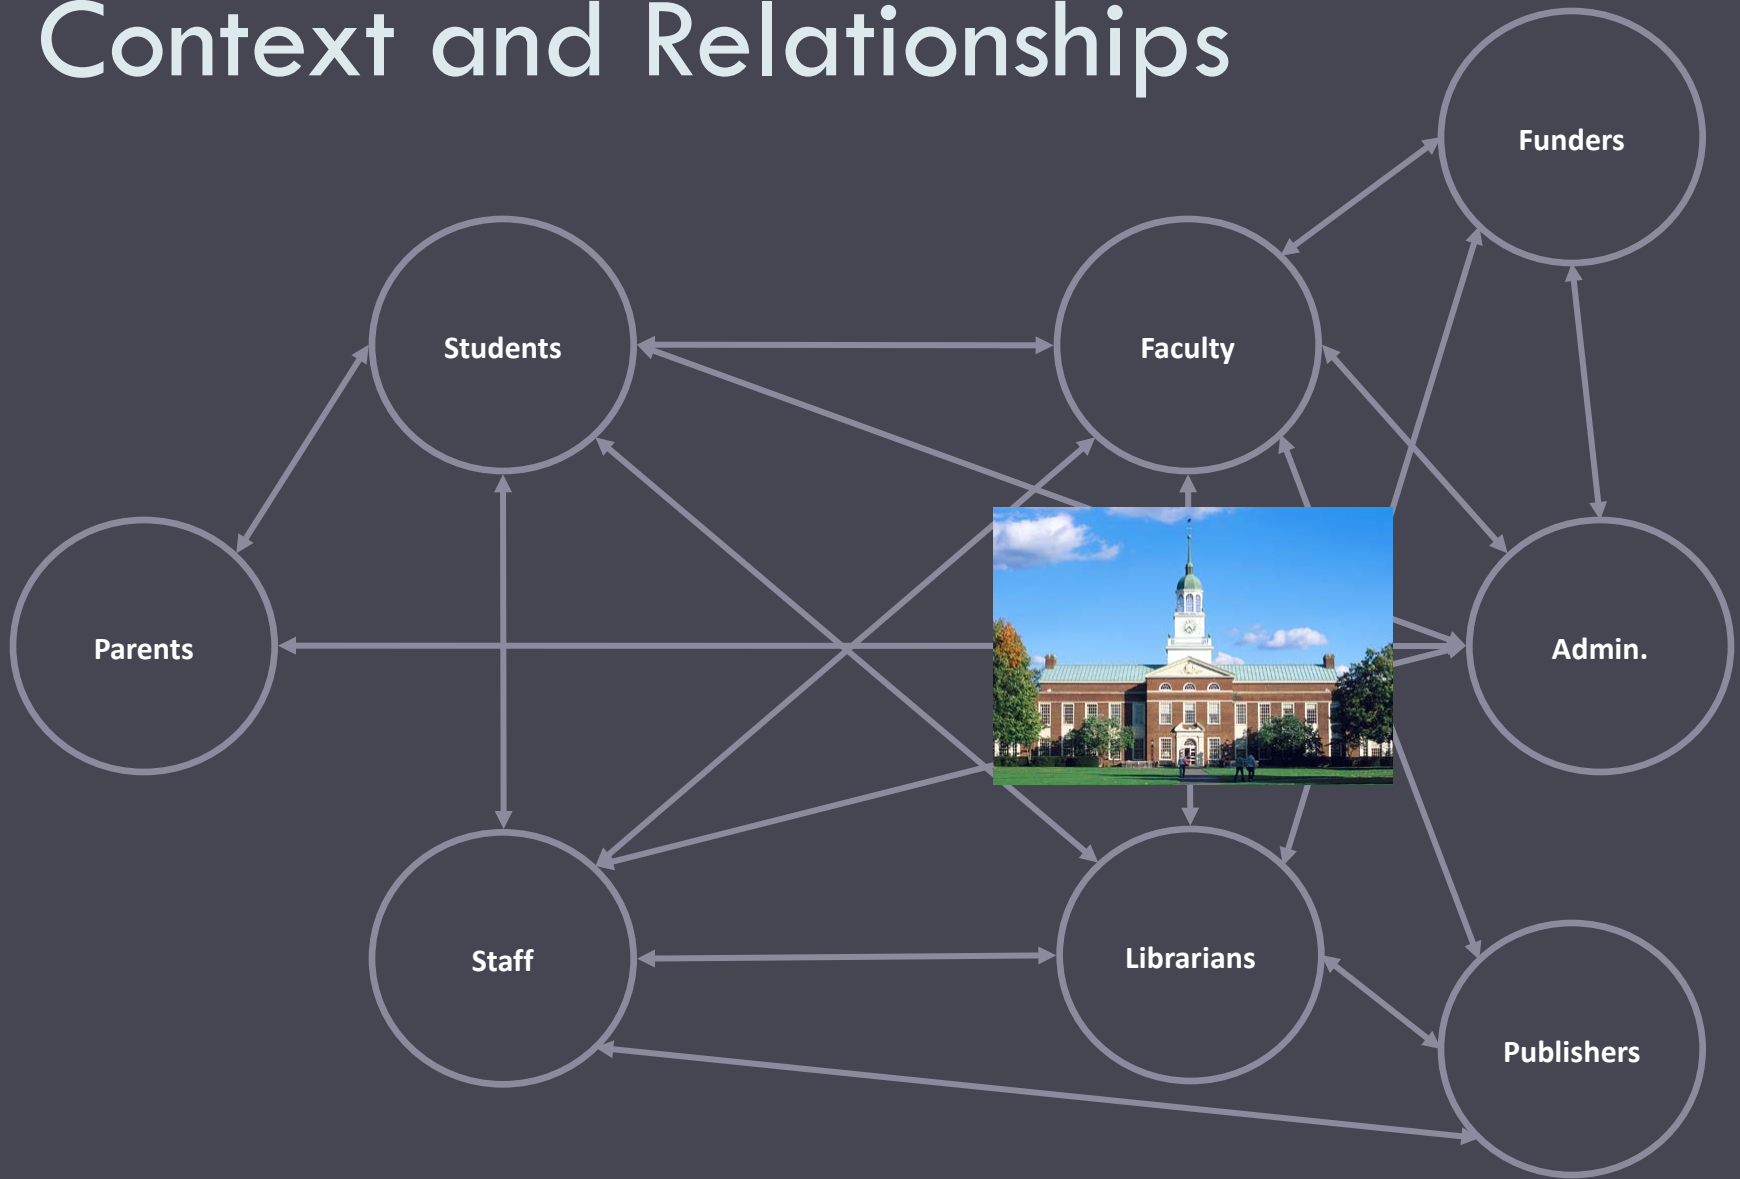 Context and Relationships
Funders
Students
Faculty
Parents
Admin.
Staff
Librarians
Publishers